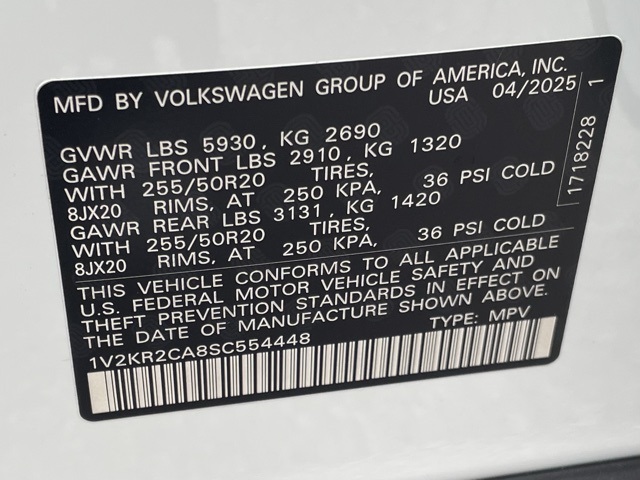 MFD BY VOLKSWAGEN GROUP OF AMERICA, INC.
USA 04/2025
GVWR LBS 5930, KG 2690
GAWR FRONT LBS 2910, KG 1320
WITH 255/50R20 TIRES,
8JX20 RIMS, AT 250 KPA, 36 PSI COLD
GAWR REAR LBS 3131, KG 1420
WITH 255/50R20 TIRES,
8JX20 RIMS, AT 250 KPA, 36 PSI COLD
THIS VEHICLE CONFORMS TO ALL APPLICABLE
U.S. FEDERAL MOTOR VEHICLE SAFETY AND
THEFT PREVENTION STANDARDS IN EFFECT ON
THE DATE OF MANUFACTURE SHOWN ABOVE.
1V2KR2CA8SC554448 TYPE: MPV
1718228 1